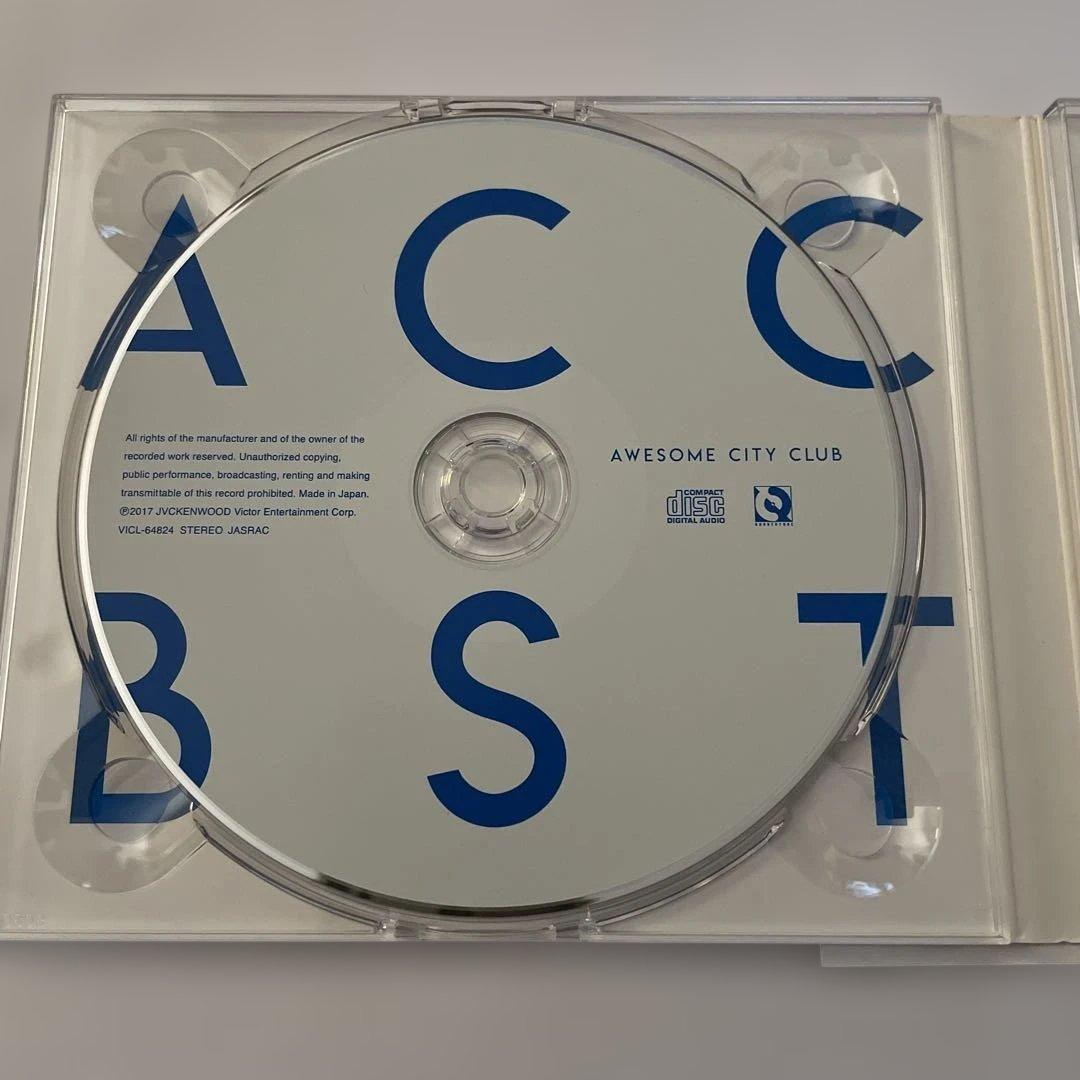 A C C
All rights of the manufacturer and of the owner of the
recorded work reserved. Unauthorized copying,
public performance, broadcasting, renting and making
transmittable of this record prohibited. Made in Japan.
℗2017 JVCKENWOOD Victor Entertainment Corp.
VICL-64824 STEREO JASRAC
AWESOME CITY CLUB
COMPACT
disc
DIGITAL AUDIO
B S T